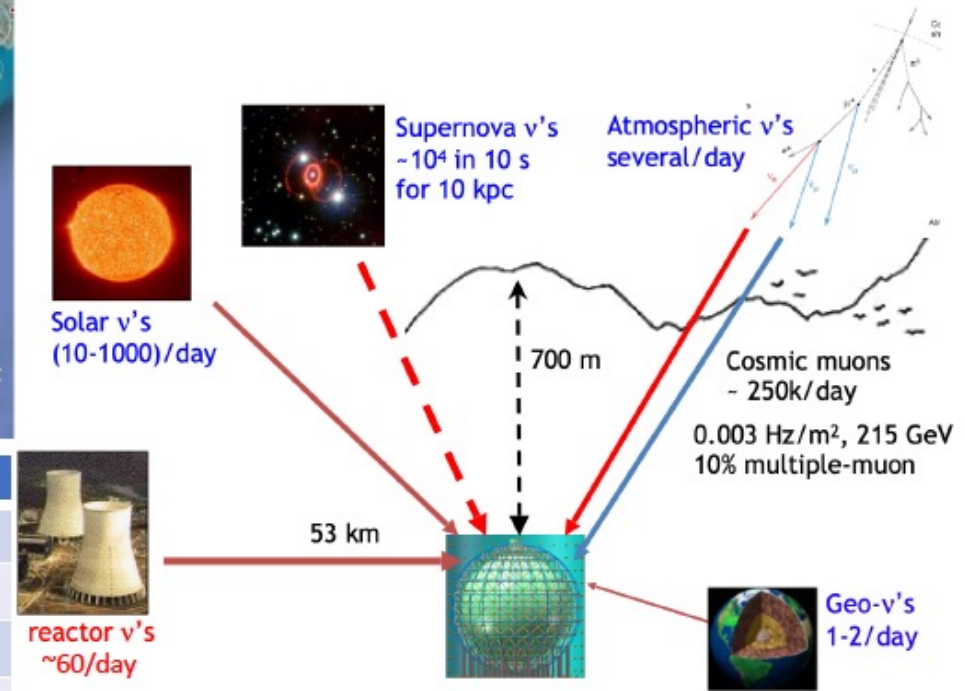 Supernova ν's
~10⁴ in 10 s
for 10 kpc
Atmospheric ν's
several/day
Solar ν's
(10-1000)/day
700 m
Cosmic muons
~ 250k/day
0.003 Hz/m², 215 GeV
10% multiple-muon
53 km
reactor ν's
~60/day
Geo-ν's
1-2/day